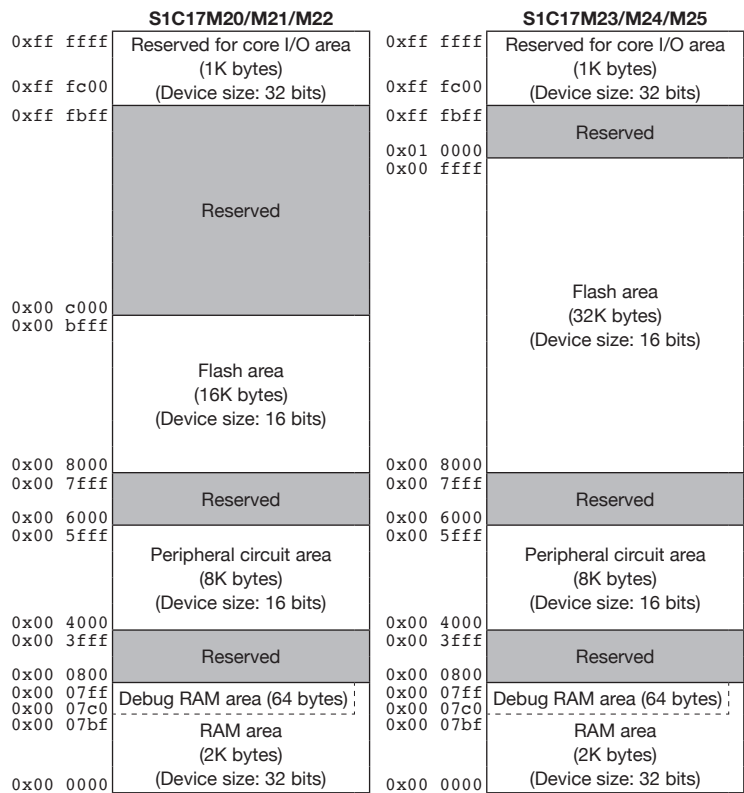 S1C17M20/M21/M22
0xff ffff
Reserved for core I/O area
(1K bytes)
0xff fc00
(Device size: 32 bits)
0xff fbff
Reserved
0x00 c000
0x00 bfff
Flash area
(16K bytes)
(Device size: 16 bits)
0x00 8000
0x00 7fff
Reserved
0x00 6000
0x00 5fff
Peripheral circuit area
(8K bytes)
(Device size: 16 bits)
0x00 4000
0x00 3fff
Reserved
0x00 0800
0x00 07ff
Debug RAM area (64 bytes)
0x00 07c0
0x00 07bf
RAM area
(2K bytes)
0x00 0000
(Device size: 32 bits)
S1C17M23/M24/M25
0xff ffff
Reserved for core I/O area
(1K bytes)
0xff fc00
(Device size: 32 bits)
0xff fbff
Reserved
0x01 0000
0x00 ffff
Flash area
(32K bytes)
(Device size: 16 bits)
0x00 8000
0x00 7fff
Reserved
0x00 6000
0x00 5fff
Peripheral circuit area
(8K bytes)
(Device size: 16 bits)
0x00 4000
0x00 3fff
Reserved
0x00 0800
0x00 07ff
Debug RAM area (64 bytes)
0x00 07c0
0x00 07bf
RAM area
(2K bytes)
0x00 0000
(Device size: 32 bits)